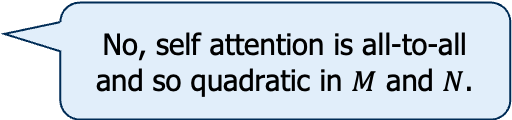 No, self attention is all-to-all
and so quadratic in M and N.